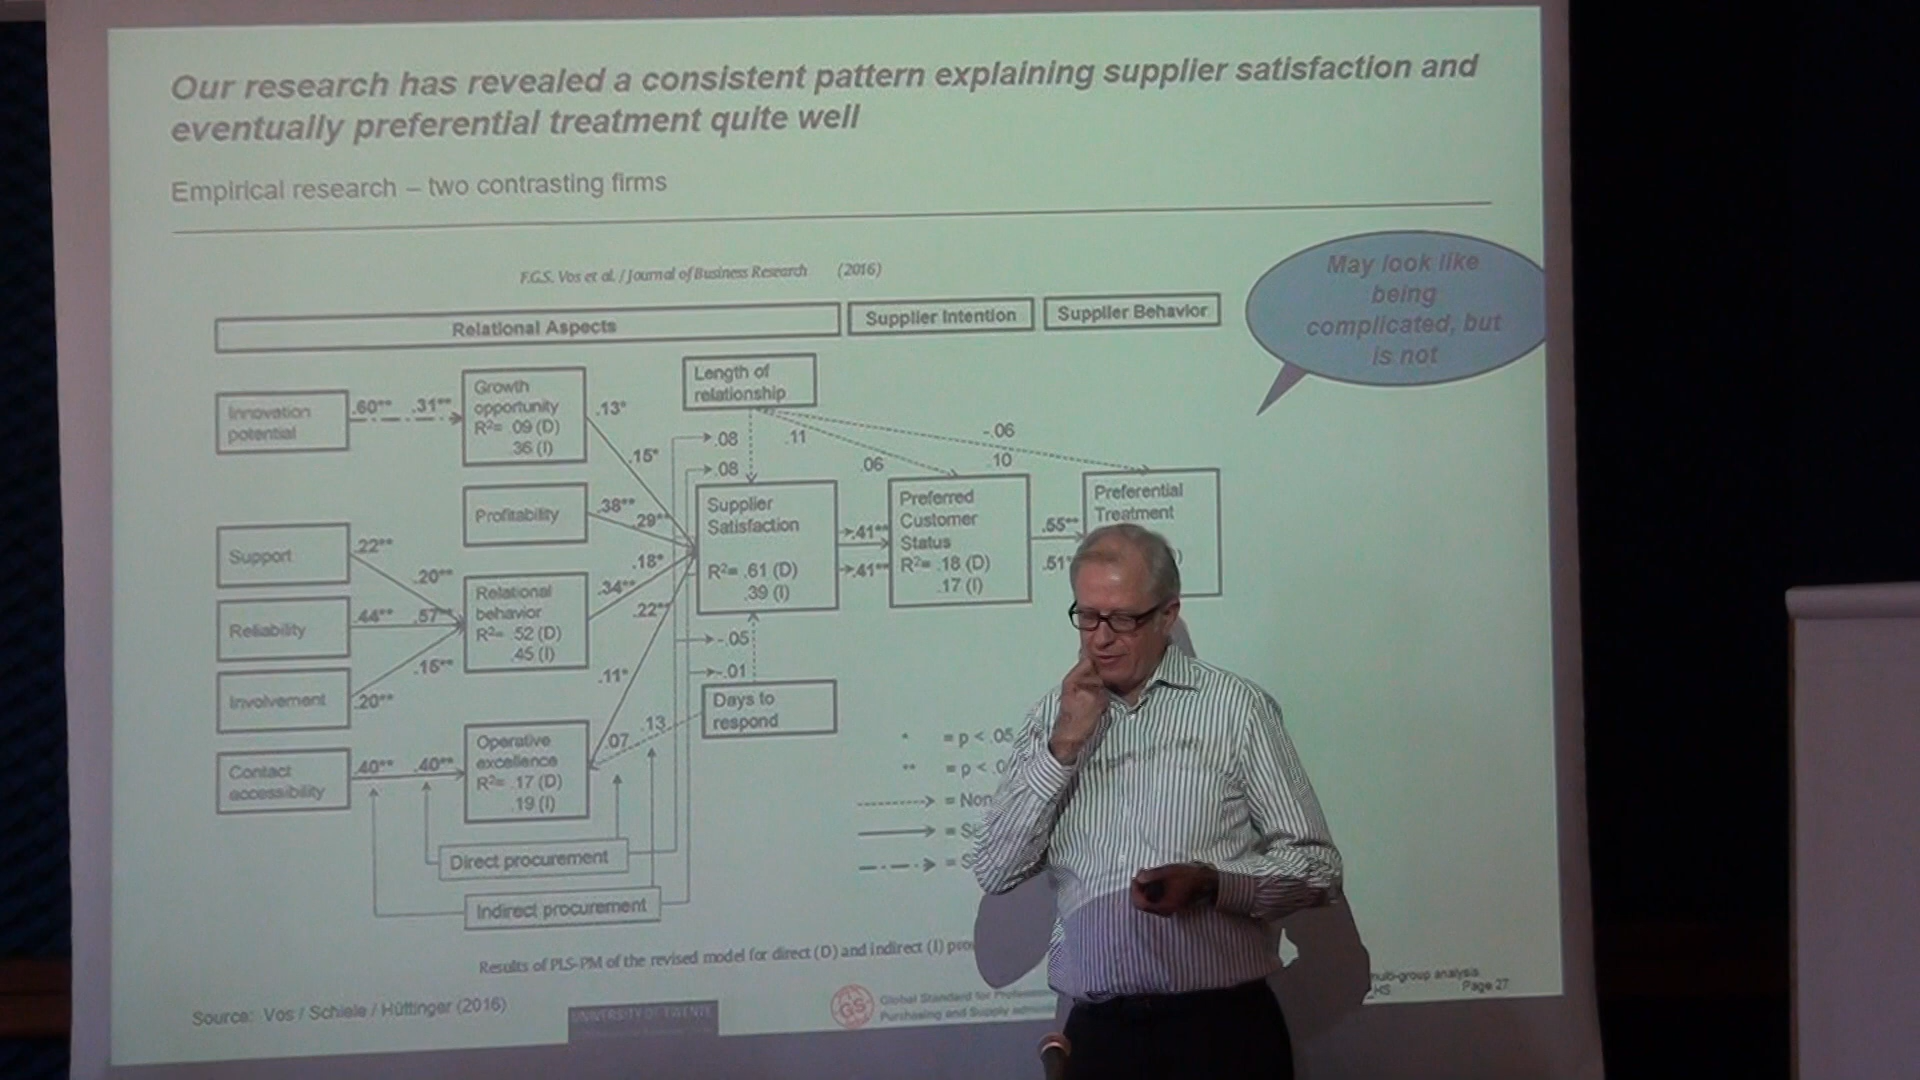 Our research has revealed a consistent pattern explaining supplier satisfaction and
eventually preferential treatment quite well
Empirical research – two contrasting firms
F.G.S. Vos et al. / Journal of Business Research (2016)
Relational Aspects
Supplier Intention
Supplier Behavior
May look like
being
complicated, but
is not
Innovation
potential
.60** .31**
Growth
opportunity
R²= .09 (D)
.36 (I)
.13*
.15*
Length of
relationship
.08
.08
.11
.06
-.06
.10
Profitability
.38**
.29**
Supplier
Satisfaction
R²= .61 (D)
.39 (I)
.41**
.41**
Preferred
Customer
Status
R²= .18 (D)
.17 (I)
.55**
.51*
Preferential
Treatment
Support
.22**
.20**
Reliability
.44** .57**
Involvement
.15**
.20**
Relational
behavior
R²= .52 (D)
.45 (I)
.18*
.34**
.22**
.11*
-.05
-.01
Days to
respond
Contact
accessibility
.40** .40**
Operative
excellence
R²= .17 (D)
.19 (I)
.07
.13
Direct procurement
Indirect procurement
* = p < .05
** = p < .0
Results of PLS-PM of the revised model for direct (D) and indirect (I)
multi-group analysis
_HS Page 27
Source: Vos / Schiele / Hüttinger (2016)
UNIVERSITY OF TWENTE
GS
Global Standard for
Purchasing and Supply